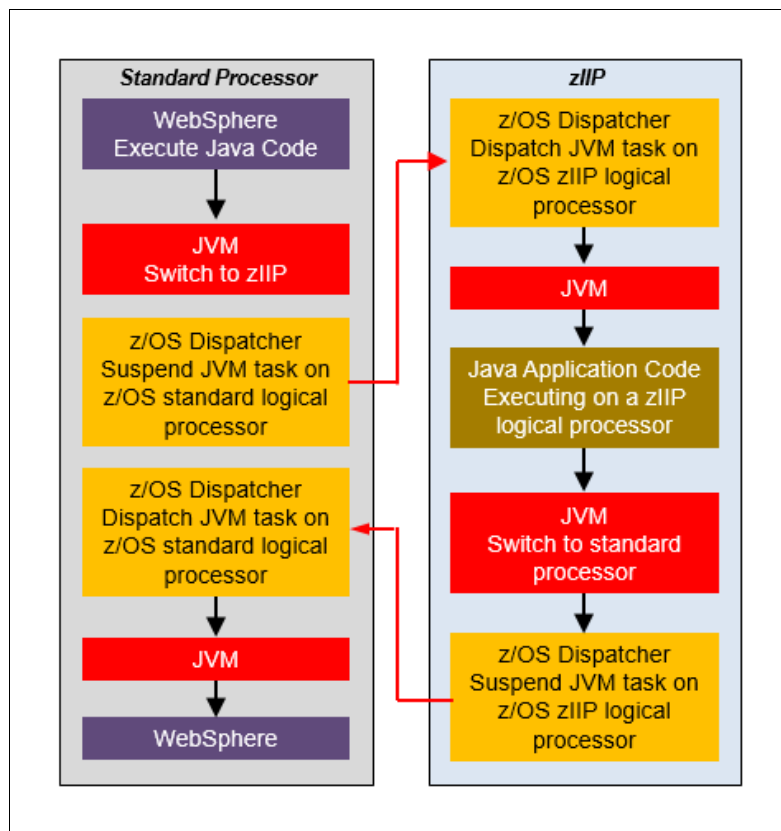 Standard Processor
WebSphere
Execute Java Code
JVM
Switch to zIIP
z/OS Dispatcher
Suspend JVM task on
z/OS standard logical
processor
z/OS Dispatcher
Dispatch JVM task on
z/OS standard logical
processor
JVM
WebSphere
zIIP
z/OS Dispatcher
Dispatch JVM task on
z/OS zIIP logical
processor
JVM
Java Application Code
Executing on a zIIP
logical processor
JVM
Switch to standard
processor
z/OS Dispatcher
Suspend JVM task on
z/OS zIIP logical
processor